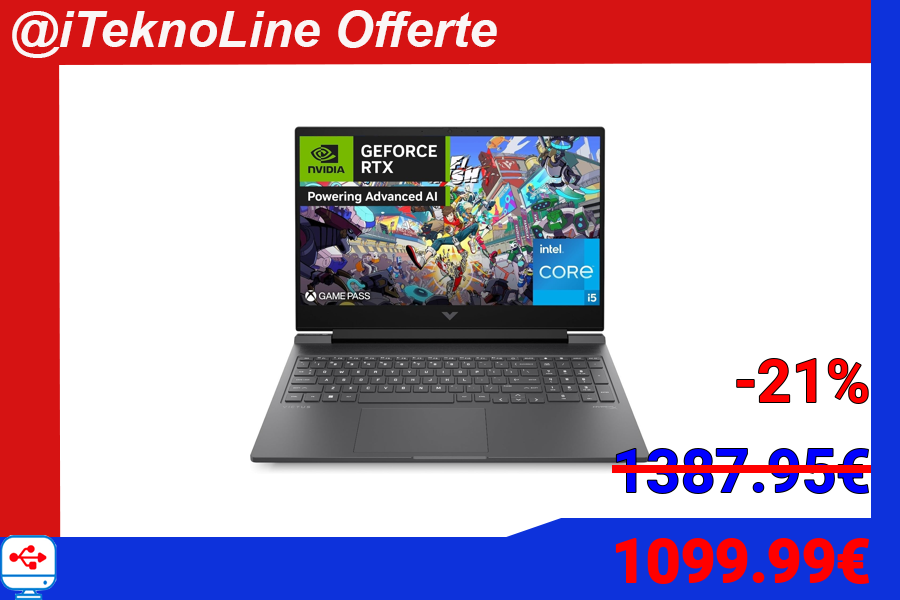 @iTeknoLine Offerte
NVIDIA
GEFORCE
RTX
Powering Advanced AI
intel
CORE
i5
GAME PASS
-21%
1387.95€
1099.99€